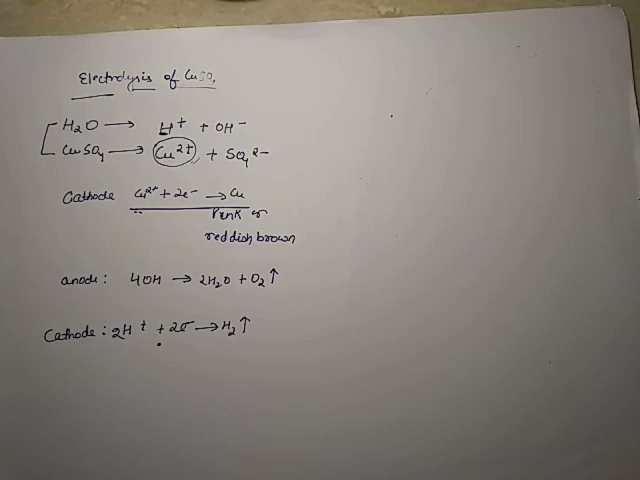 Electrolysis of CuSO4
H2O → H+ + OH−
CuSO4 → Cu2+ + SO4 2−
Cathode Cu2+ + 2e− → Cu
Pink or
reddish brown
anode: 4OH → 2H2O + O2 ↑
Cathode: 2H+ + 2e− → H2 ↑